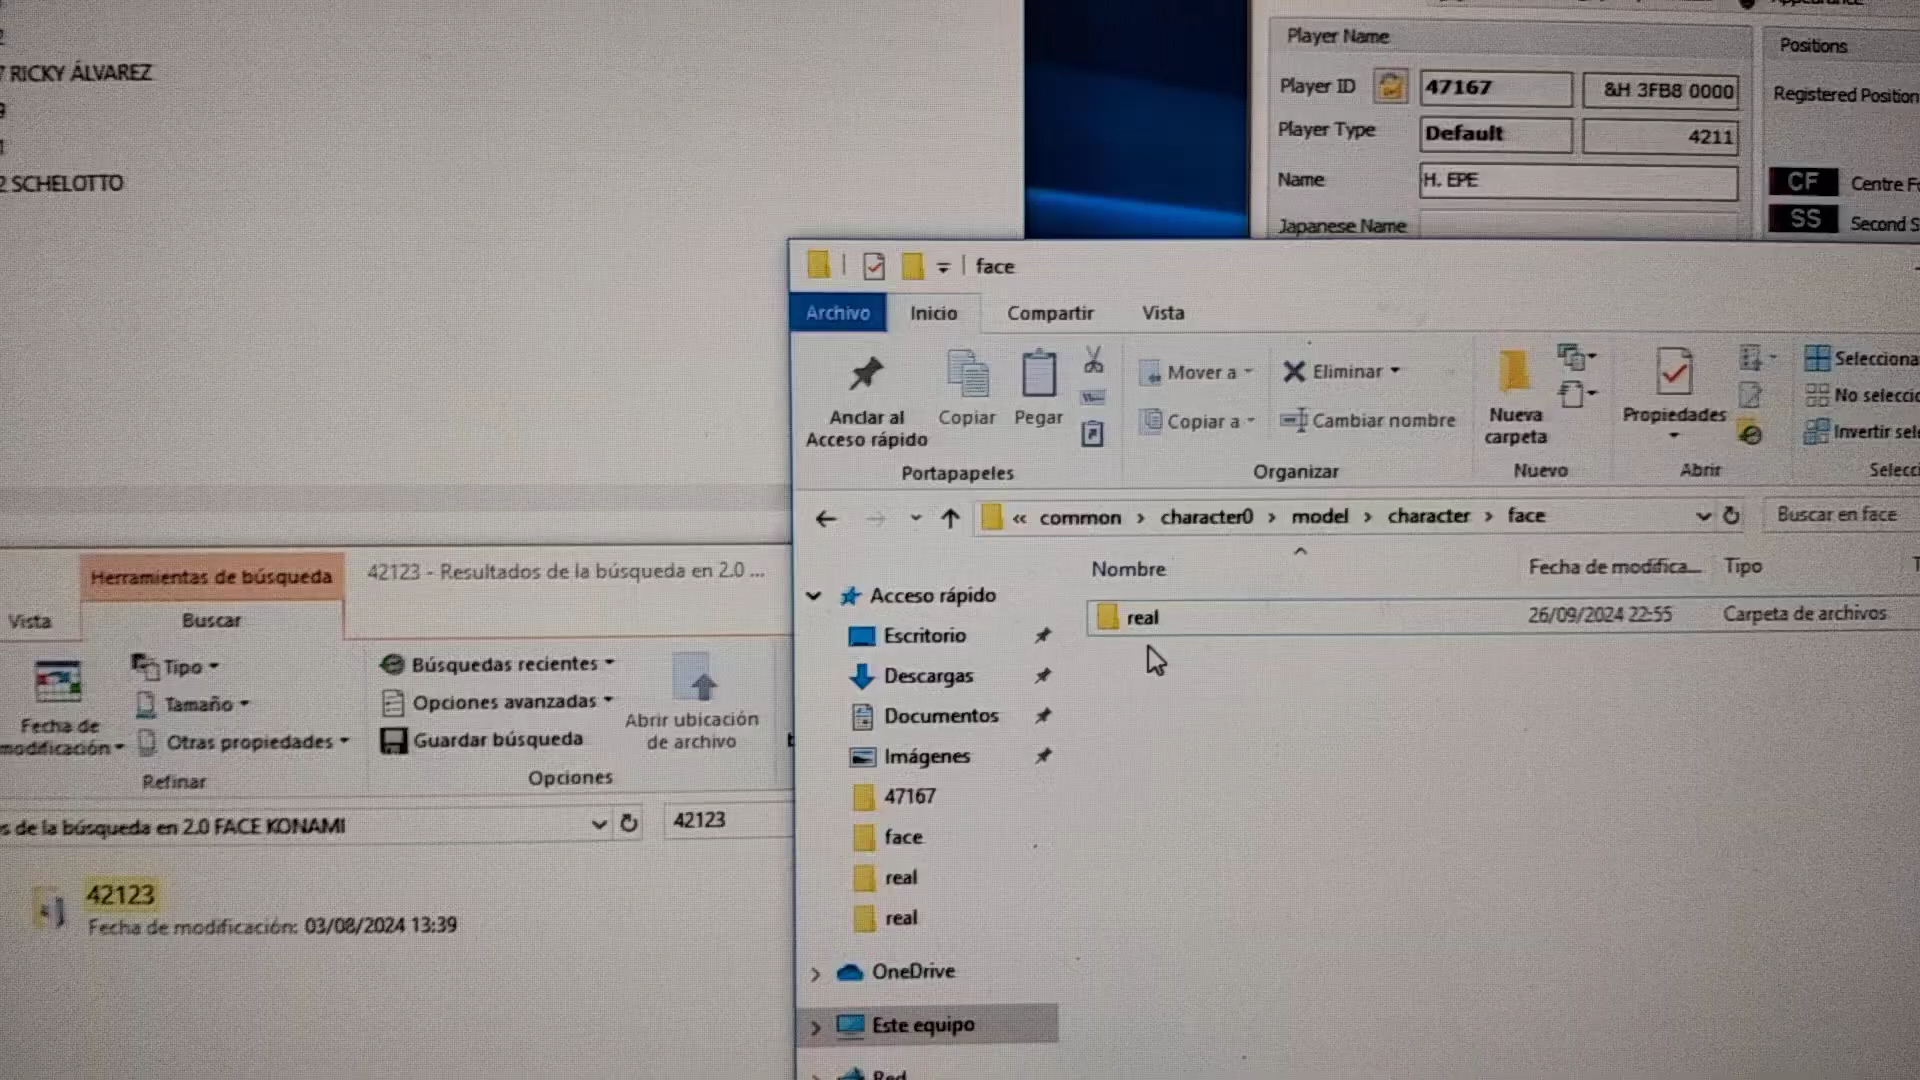 7 RICKY ÁLVAREZ
2 SCHELOTTO
Player Name
Player ID
47167
&H 3FB8 0000
Player Type
Default
4211
Name
H. EPE
Japanese Name
Positions
Registered Position
CF
Centre Fo
SS
Second S
face
Archivo
Inicio
Compartir
Vista
Anclar al
Acceso rápido
Copiar
Pegar
Portapapeles
Mover a
Copiar a
Eliminar
Cambiar nombre
Organizar
Nueva
carpeta
Nuevo
Propiedades
Abrir
Selecciona
No selecci
Invertir sele
Selecci
« common › character0 › model › character › face
Buscar en face
Nombre
Fecha de modifica...
Tipo
real
26/09/2024 22:55
Carpeta de archivos
Acceso rápido
Escritorio
Descargas
Documentos
Imágenes
47167
face
real
real
OneDrive
Este equipo
Red
Herramientas de búsqueda
42123 - Resultados de la búsqueda en 2.0 ...
Vista
Buscar
Fecha de
modificación
Tipo
Tamaño
Otras propiedades
Refinar
Búsquedas recientes
Opciones avanzadas
Guardar búsqueda
Opciones
Abrir ubicación
de archivo
s de la búsqueda en 2.0 FACE KONAMI
42123
42123
Fecha de modificación: 03/08/2024 13:39